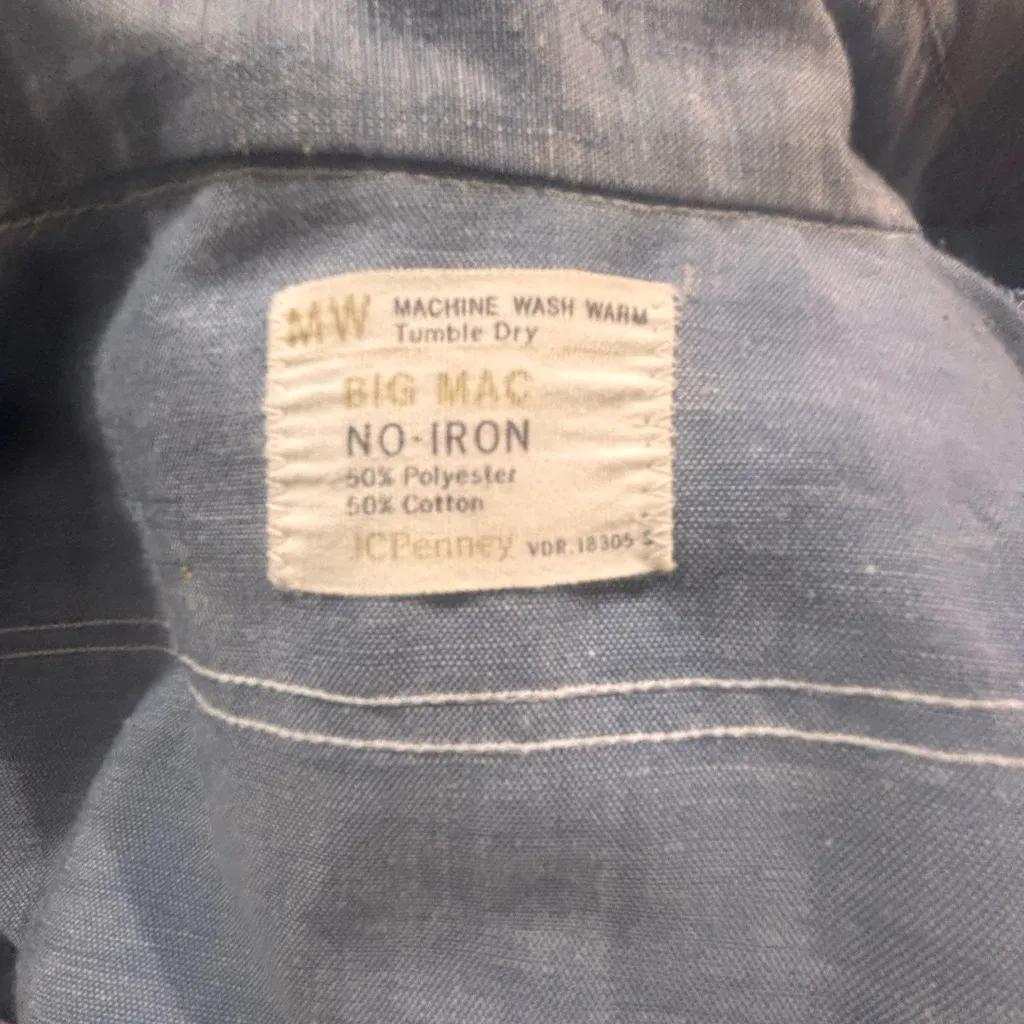 MW MACHINE WASH WARM
Tumble Dry
BIG MAC
NO-IRON
50% Polyester
50% Cotton
JCPenney VDR.18305 S